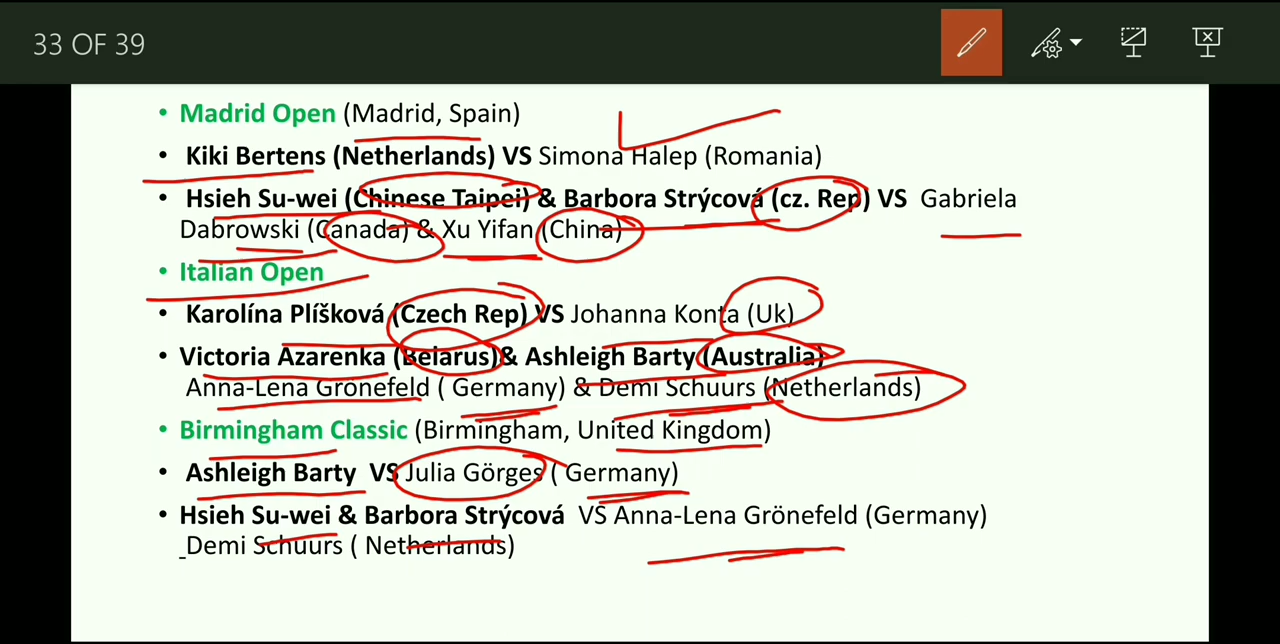 33 OF 39
• Madrid Open (Madrid, Spain)
• Kiki Bertens (Netherlands) VS Simona Halep (Romania)
• Hsieh Su-wei (Chinese Taipei) & Barbora Strýcová (cz. Rep) VS Gabriela
Dabrowski (Canada) & Xu Yifan (China)
• Italian Open
• Karolína Plíšková (Czech Rep) VS Johanna Konta (Uk)
• Victoria Azarenka (Belarus)& Ashleigh Barty (Australia)
Anna-Lena Grönefeld ( Germany) & Demi Schuurs (Netherlands)
• Birmingham Classic (Birmingham, United Kingdom)
• Ashleigh Barty VS Julia Görges ( Germany)
• Hsieh Su-wei & Barbora Strýcová VS Anna-Lena Grönefeld (Germany)
_Demi Schuurs ( Netherlands)